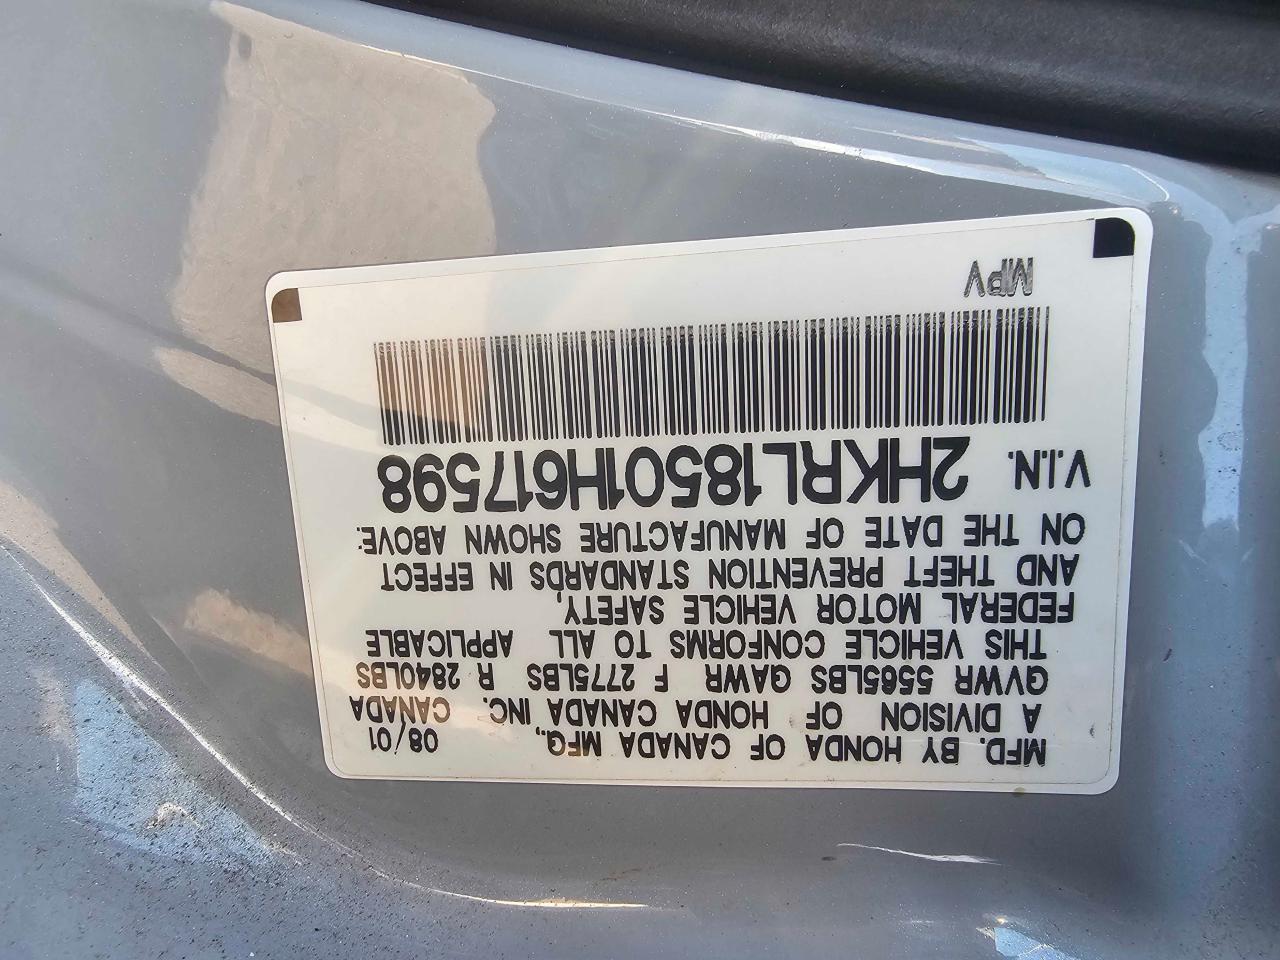 MFD. BY HONDA OF CANADA MFG., 08/01
A DIVISION OF HONDA CANADA INC. CANADA
GVWR 5565LBS GAWR F 2775LBS R 2840LBS
THIS VEHICLE CONFORMS TO ALL APPLICABLE
FEDERAL MOTOR VEHICLE SAFETY,
AND THEFT PREVENTION STANDARDS IN EFFECT
ON THE DATE OF MANUFACTURE SHOWN ABOVE.
V.I.N. 2HKRL18501H617598
MPV